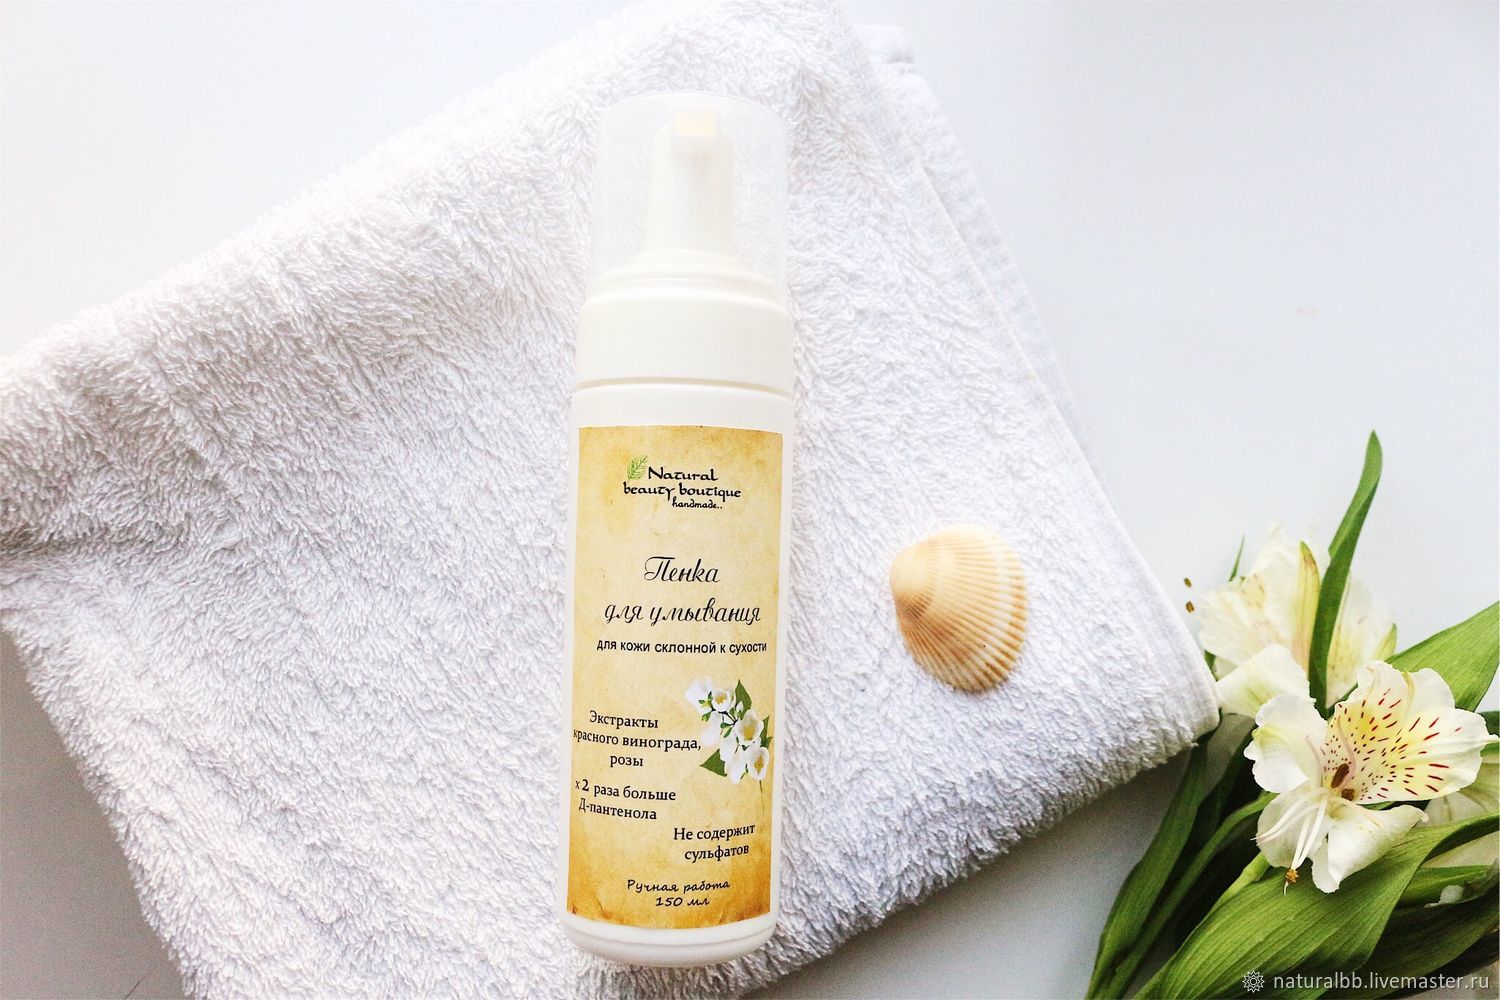 Natural
beauty boutique
handmade..
Пенка
для умывания
для кожи склонной к сухости
Экстракты
красного винограда,
розы
х 2 раза больше
Д-пантенола
Не содержит
сульфатов
Ручная работа
150 мл
naturalbb.livemaster.ru